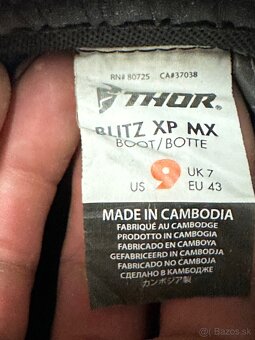 RN# 80725 CA#37038
THOR
BLITZ XP MX
BOOT/BOTTE
US 9 UK 7
EU 43
MADE IN CAMBODIA
FABRIQUÉ AU CAMBODGE
PRODOTTO IN CAMBOGIA
FABRICADO EN CAMBOYA
GEFABRICEERD IN CAMBODJA
FABRICADO NO CAMBOJA
СДЕЛАНО В КАМБОДЖЕ
カンボジア製
Bazos.sk